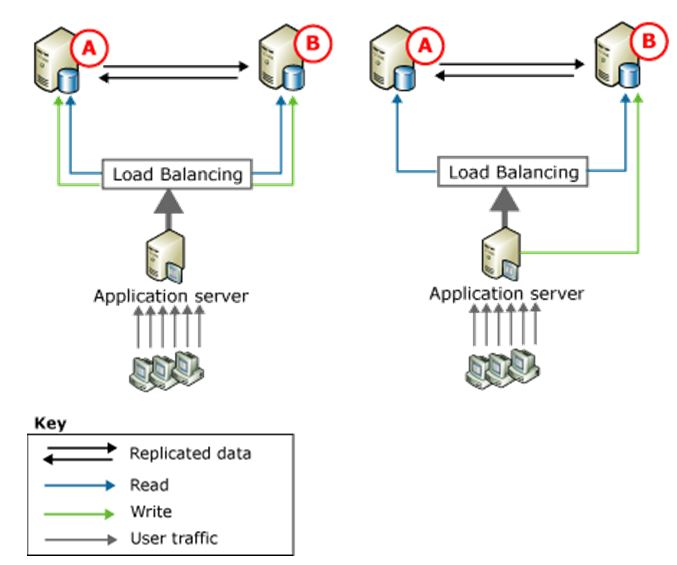 A
B
A
B
Load Balancing
Load Balancing
Application server
Application server
Key
Replicated data
Read
Write
User traffic